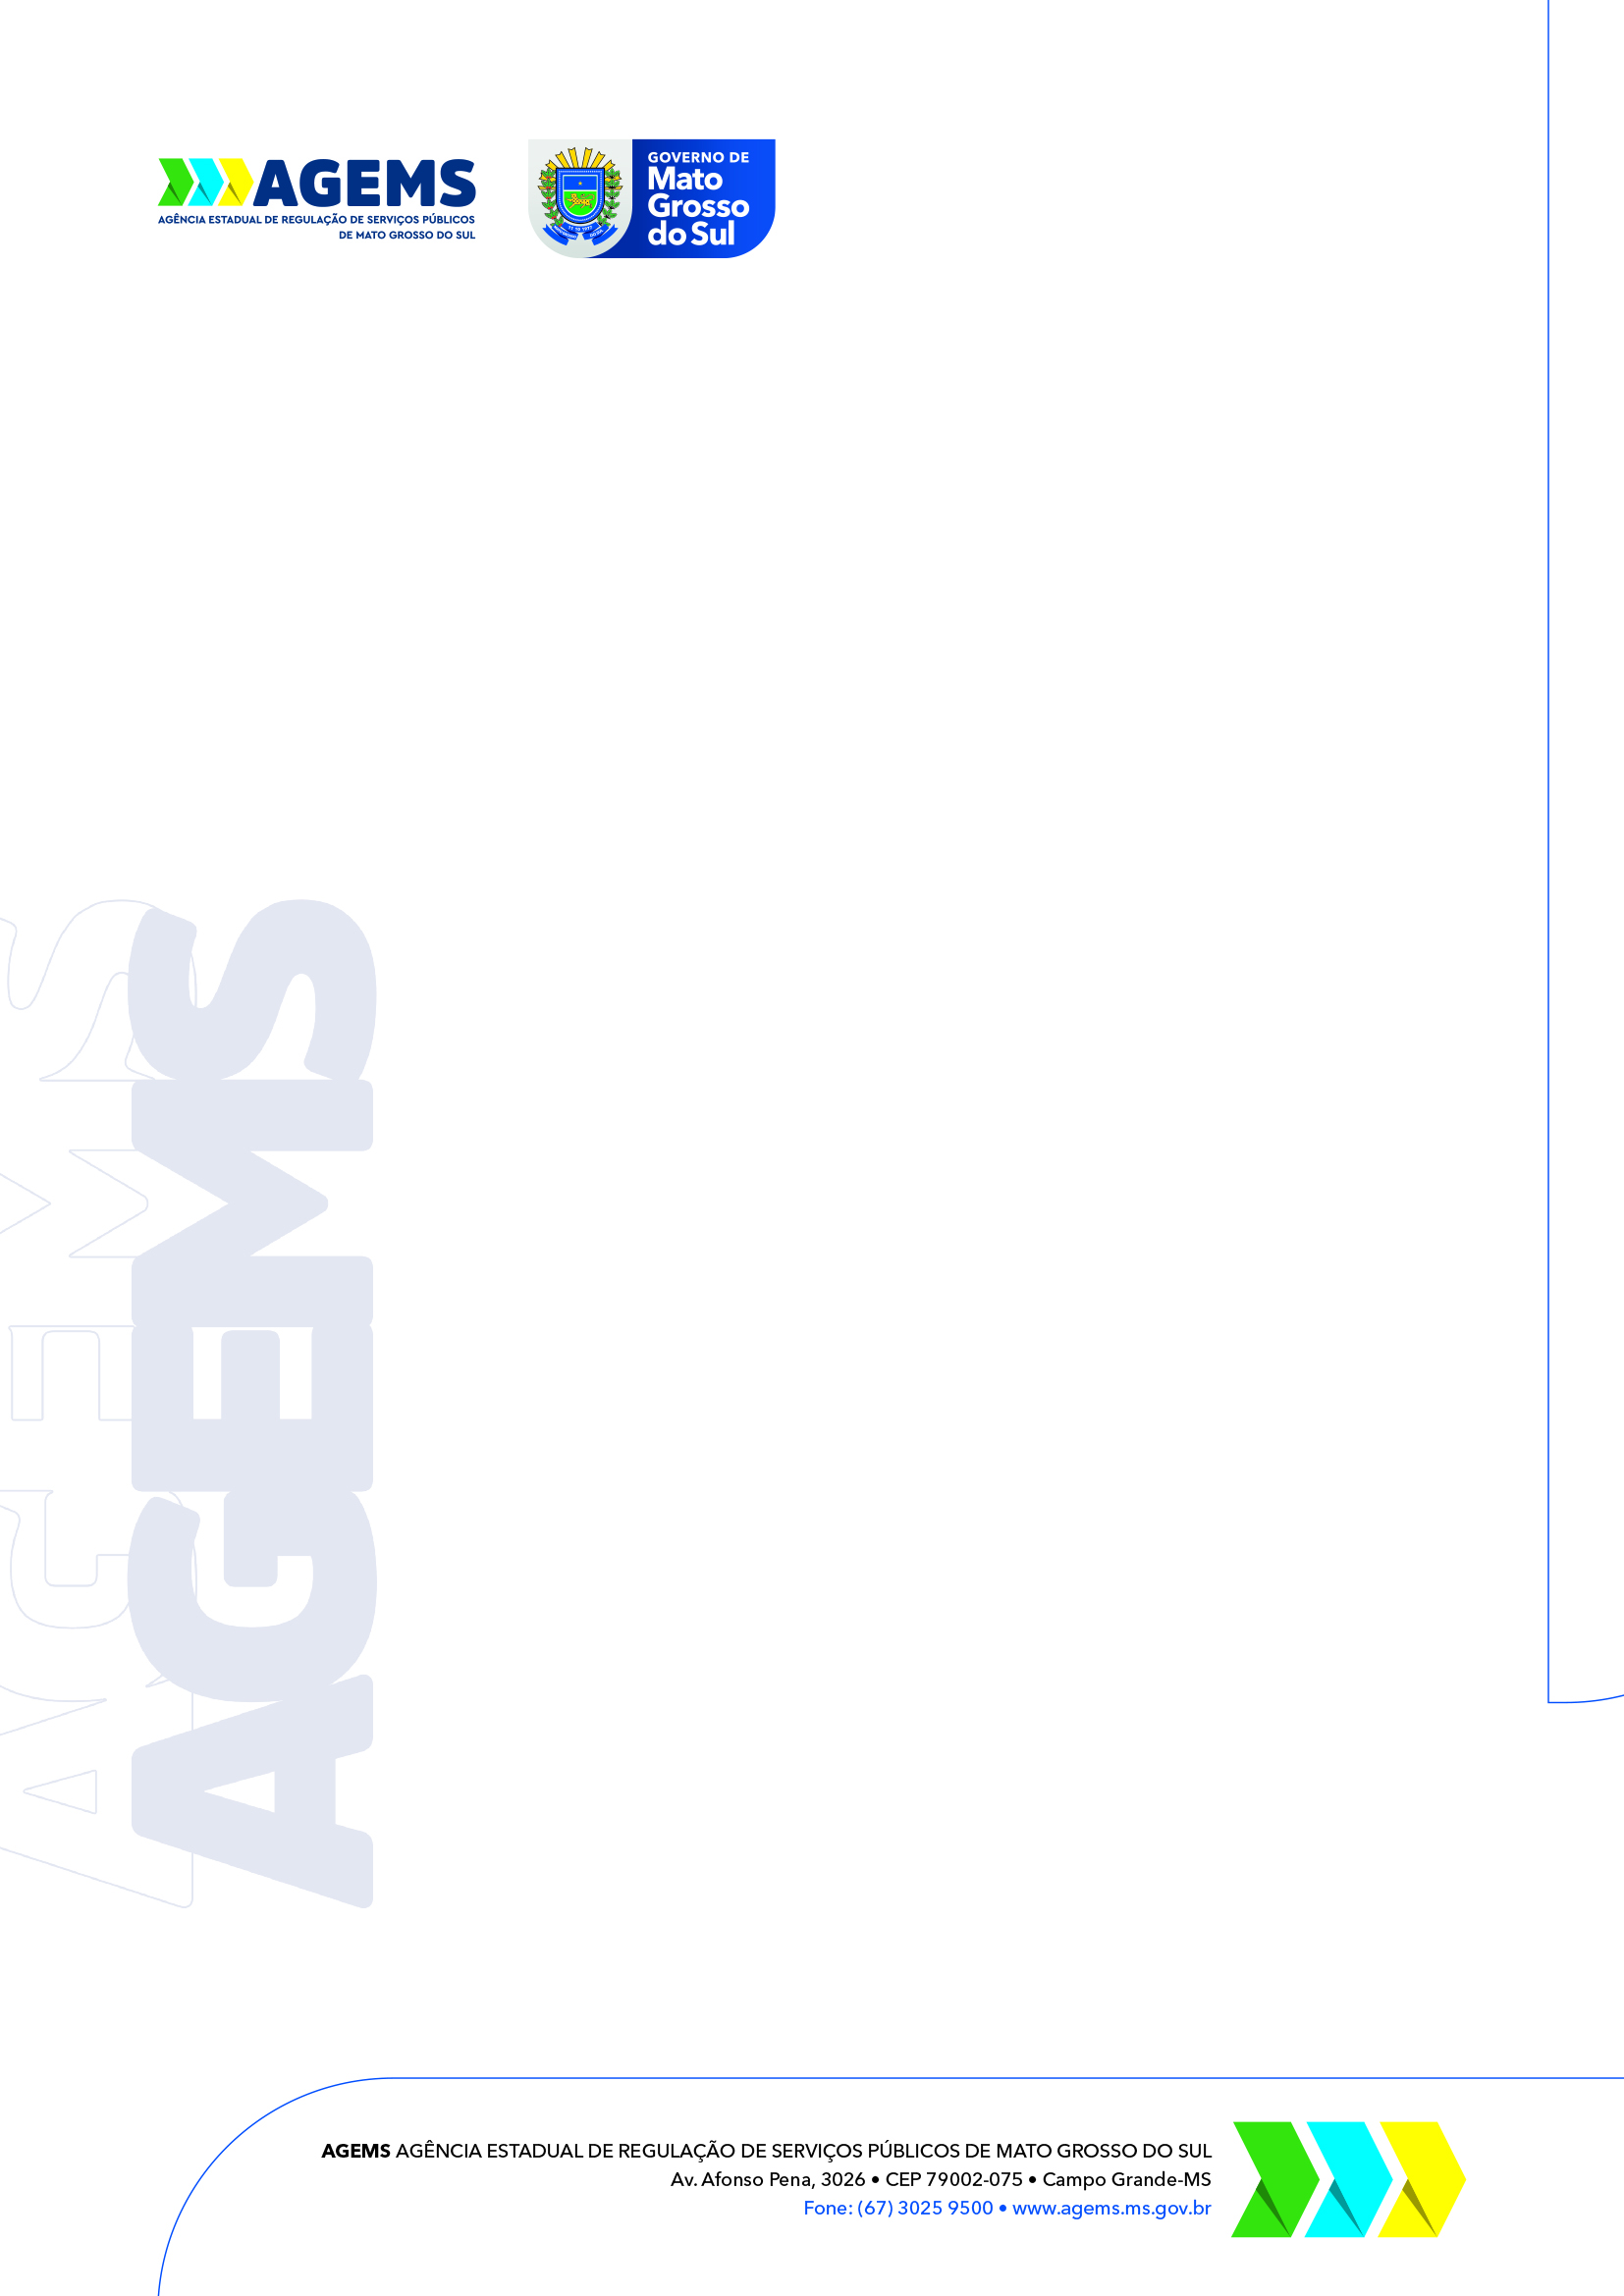 AGEMS
AGÊNCIA ESTADUAL DE REGULAÇÃO DE SERVIÇOS PÚBLICOS
DE MATO GROSSO DO SUL
GOVERNO DE
Mato
Grosso
do Sul
AGEMS
AGEMS
AGEMS AGÊNCIA ESTADUAL DE REGULAÇÃO DE SERVIÇOS PÚBLICOS DE MATO GROSSO DO SUL
Av. Afonso Pena, 3026 • CEP 79002-075 • Campo Grande-MS
Fone: (67) 3025 9500 • www.agems.ms.gov.br